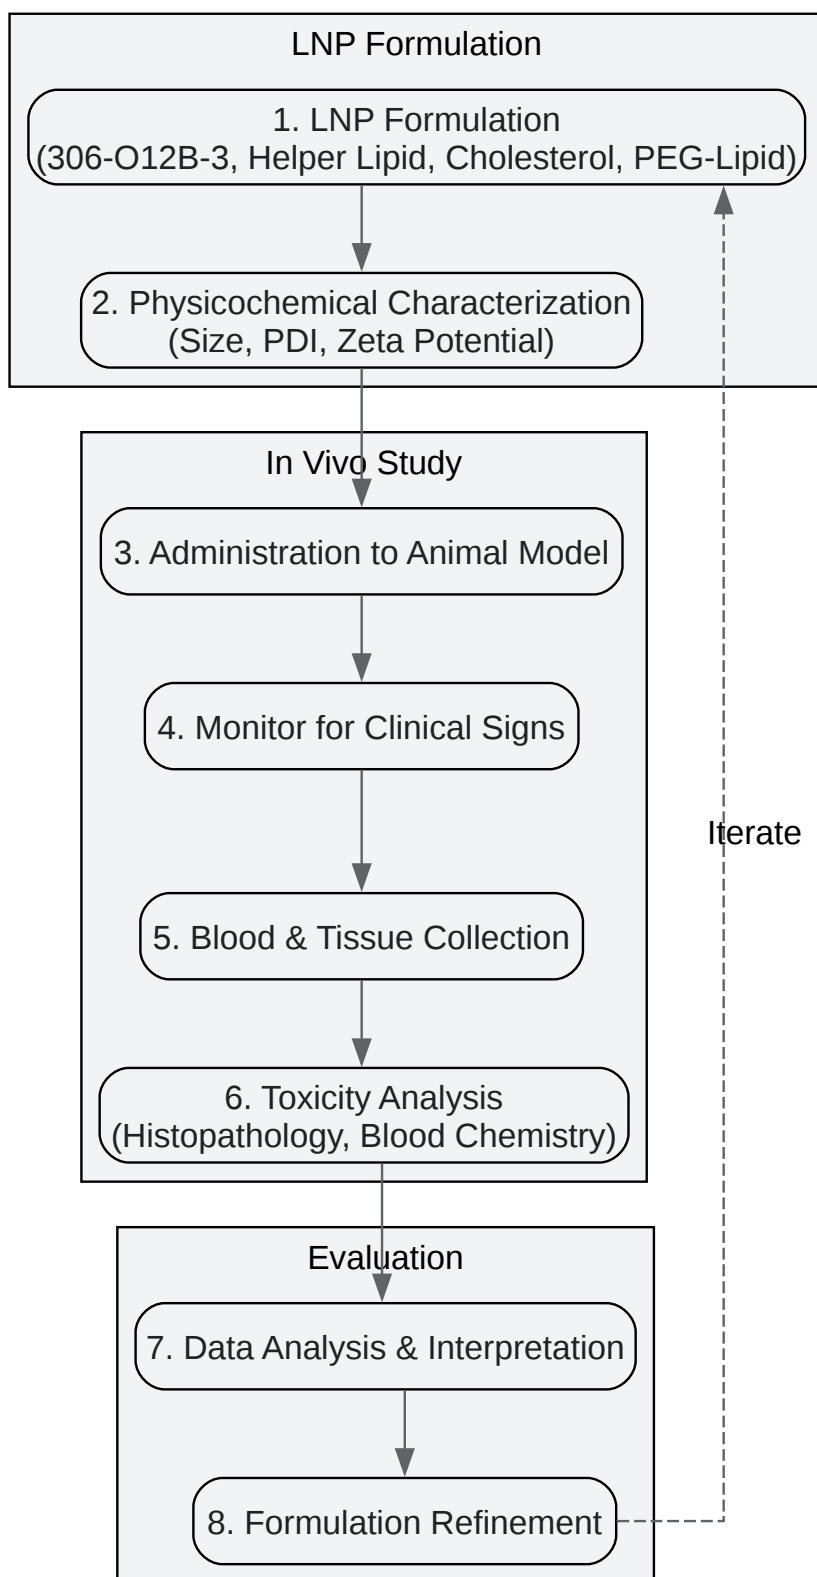 LNP Formulation
1. LNP Formulation
(306-O12B-3, Helper Lipid, Cholesterol, PEG-Lipid)
2. Physicochemical Characterization
(Size, PDI, Zeta Potential)
In Vivo Study
3. Administration to Animal Model
4. Monitor for Clinical Signs
Iterate
5. Blood & Tissue Collection
6. Toxicity Analysis
(Histopathology, Blood Chemistry)
Evaluation
7. Data Analysis & Interpretation
8. Formulation Refinement